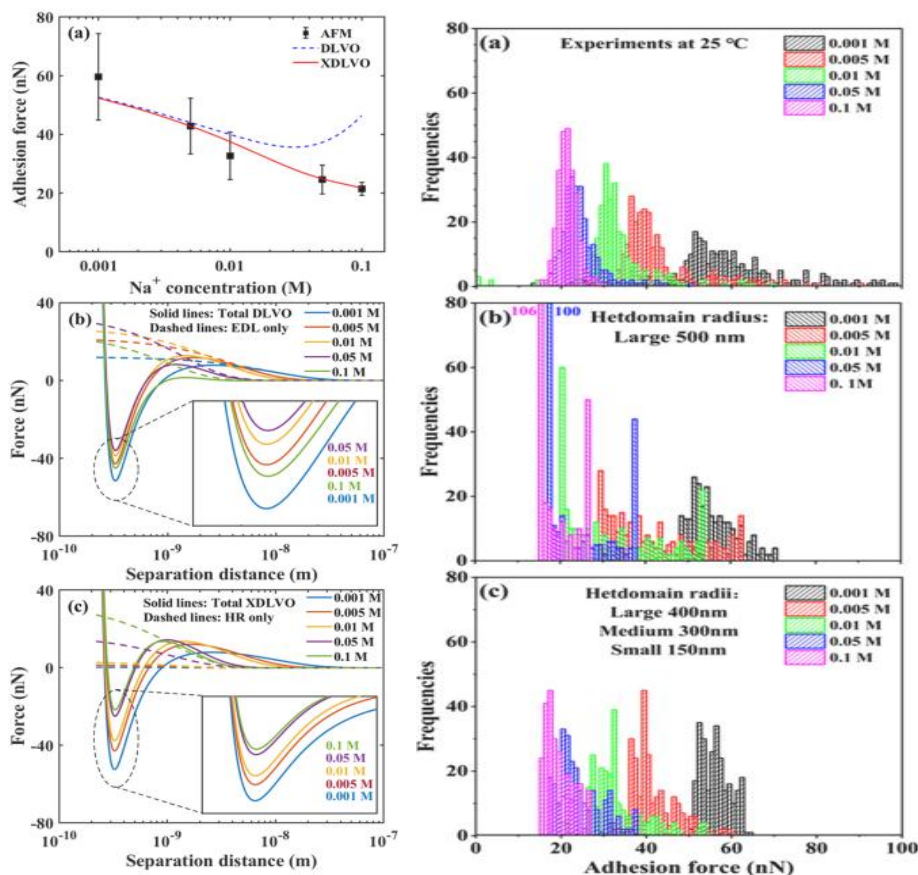 (a)
AFM
DLVO
XDLVO
80
60
40
20
0
Adhesion force (nN)
0.001
0.01
0.1
Na⁺ concentration (M)
(b)
Solid lines: Total DLVO
Dashed lines: EDL only
0.001 M
0.005 M
0.01 M
0.05 M
0.1 M
40
0
-40
-80
Force (nN)
0.05 M
0.01 M
0.005 M
0.1 M
0.001 M
10⁻¹⁰
10⁻⁹
10⁻⁸
10⁻⁷
Separation distance (m)
(c)
Solid lines: Total XDLVO
Dashed lines: HR only
0.001 M
0.005 M
0.01 M
0.05 M
0.1 M
40
0
-40
-80
Force (nN)
0.1 M
0.05 M
0.01 M
0.005 M
0.001 M
10⁻¹⁰
10⁻⁹
10⁻⁸
10⁻⁷
Separation distance (m)
(a)
Experiments at 25 °C
0.001 M
0.005 M
0.01 M
0.05 M
0.1 M
80
60
40
20
0
Frequencies
(b)
106
100
Hetdomain radius:
Large 500 nm
0.001 M
0.005 M
0.01 M
0.05 M
0. 1M
80
60
40
20
0
Frequencies
(c)
Hetdomain radii:
Large 400nm
Medium 300nm
Small 150nm
0.001 M
0.005 M
0.01 M
0.05 M
0.1 M
80
60
40
20
0
Frequencies
0
20
40
60
80
100
Adhesion force (nN)